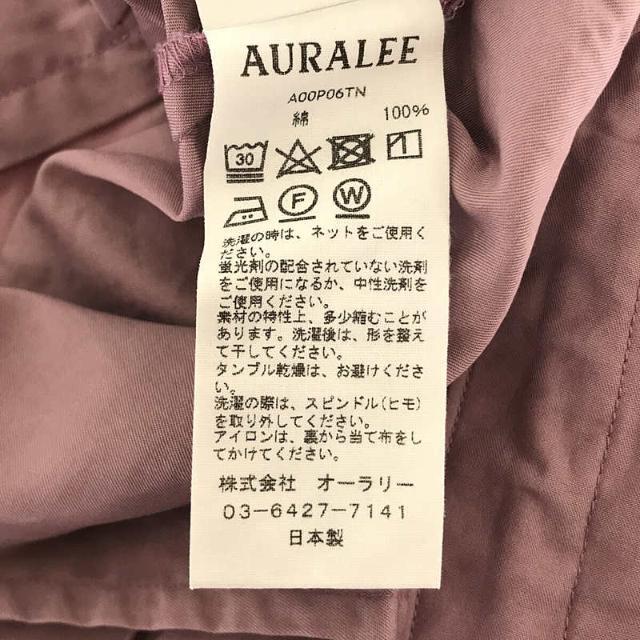 AURALEE
A00P06TN
綿 100%
30
F W
洗濯の時は、ネットをご使用く
ださい。
蛍光剤の配合されていない洗剤
をご使用になるか、中性洗剤を
ご使用ください。
素材の特性上、多少縮むことが
あります。洗濯後は、形を整え
て干してください。
タンブル乾燥は、お避けくださ
い。
洗濯の際は、スピンドル(ヒモ)
を取り外してください。
アイロンは、裏から当て布をし
てかけてください。
株式会社 オーラリー
03-6427-7141
日本製